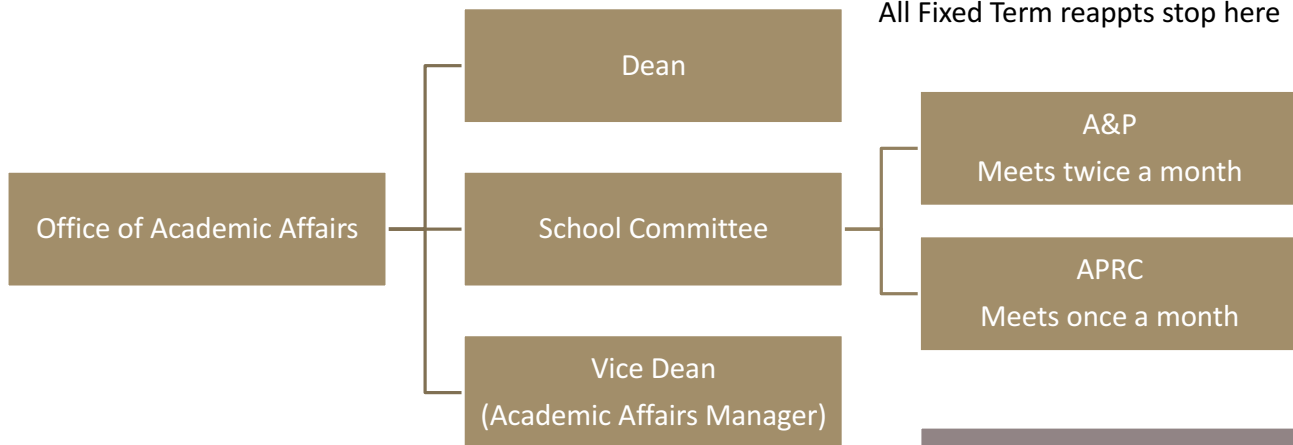 All Fixed Term reappts stop here
Dean
A&P
Meets twice a month
Office of Academic Affairs
School Committee
APRC
Meets once a month
Vice Dean
(Academic Affairs Manager)